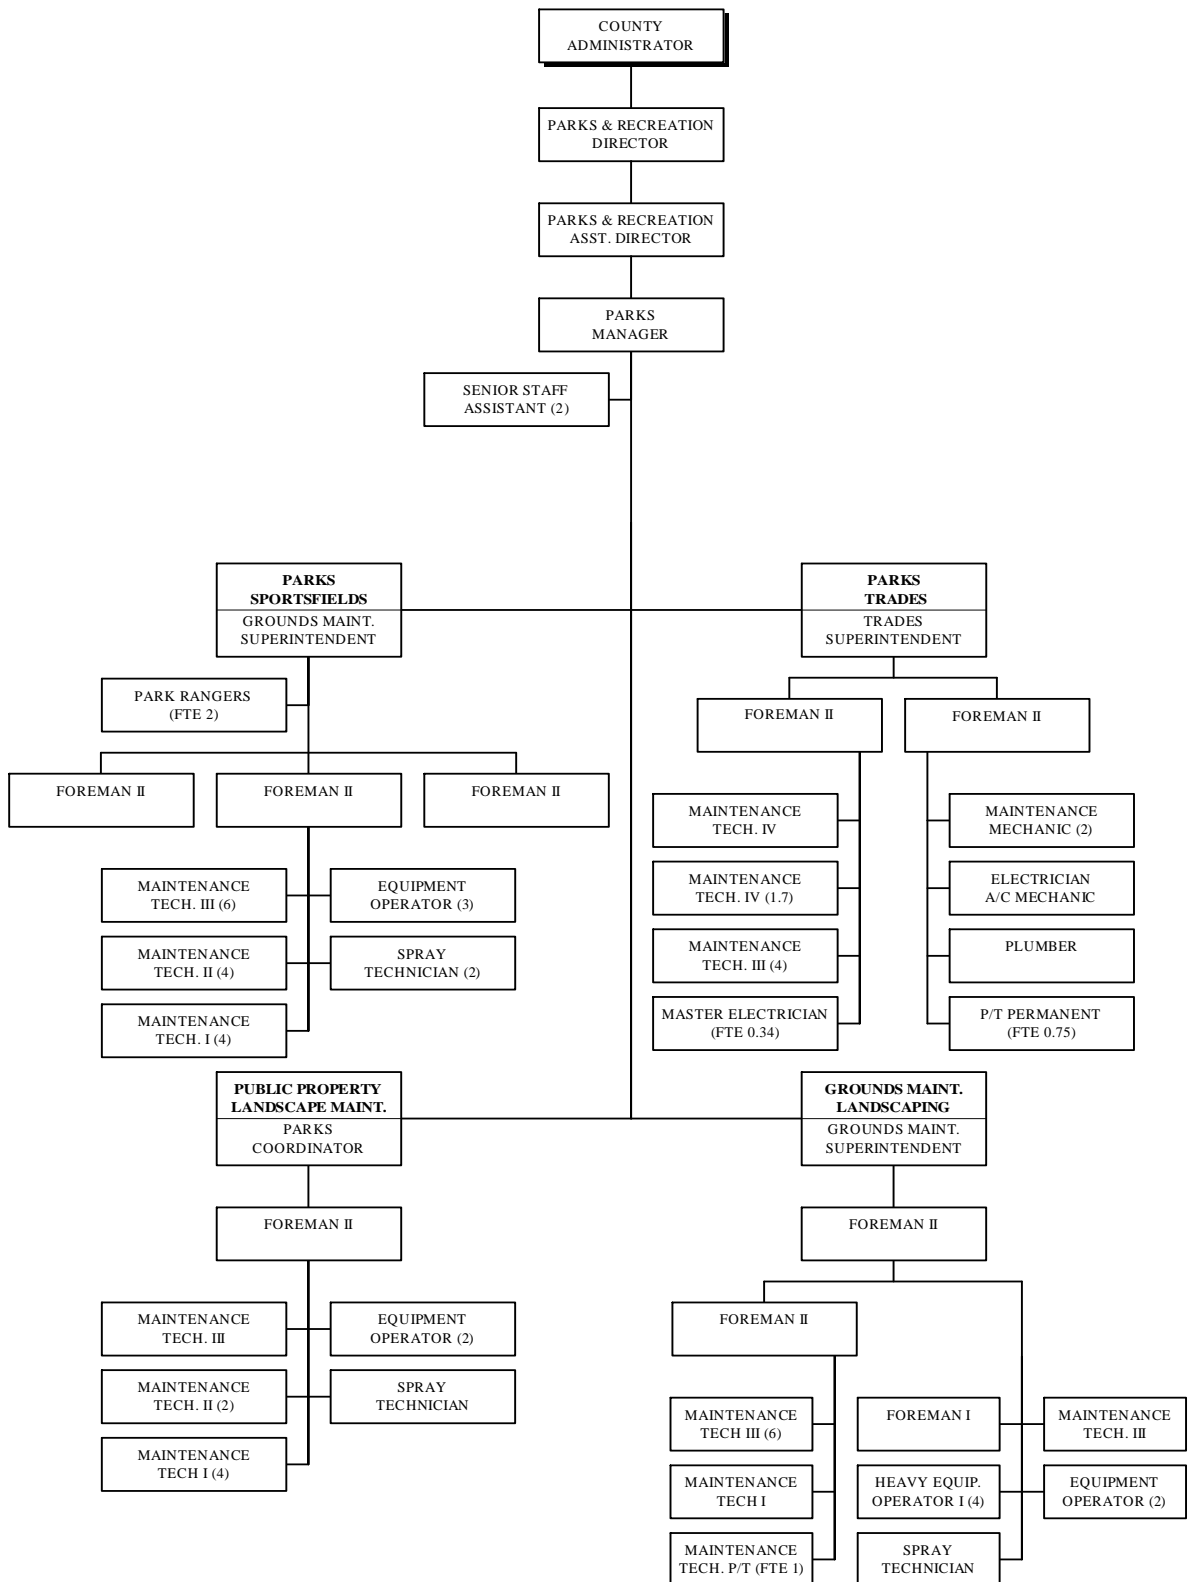 COUNTY
ADMINISTRATOR
PARKS & RECREATION
DIRECTOR
PARKS & RECREATION
ASST. DIRECTOR
PARKS
MANAGER
SENIOR STAFF
ASSISTANT (2)
PARKS
SPORTSFIELDS
GROUNDS MAINT.
SUPERINTENDENT
PARKS
TRADES
TRADES
SUPERINTENDENT
PARK RANGERS
(FTE 2)
FOREMAN II
FOREMAN II
FOREMAN II
FOREMAN II
FOREMAN II
MAINTENANCE
TECH. III (6)
EQUIPMENT
OPERATOR (3)
MAINTENANCE
TECH. II (4)
SPRAY
TECHNICIAN (2)
MAINTENANCE
TECH. I (4)
MAINTENANCE
TECH. IV
MAINTENANCE
TECH. IV (1.7)
MAINTENANCE
TECH. III (4)
MASTER ELECTRICIAN
(FTE 0.34)
MAINTENANCE
MECHANIC (2)
ELECTRICIAN
A/C MECHANIC
PLUMBER
P/T PERMANENT
(FTE 0.75)
PUBLIC PROPERTY
LANDSCAPE MAINT.
PARKS
COORDINATOR
GROUNDS MAINT.
LANDSCAPING
GROUNDS MAINT.
SUPERINTENDENT
FOREMAN II
MAINTENANCE
TECH. III
EQUIPMENT
OPERATOR (2)
MAINTENANCE
TECH. II (2)
SPRAY
TECHNICIAN
MAINTENANCE
TECH I (4)
FOREMAN II
FOREMAN II
MAINTENANCE
TECH III (6)
MAINTENANCE
TECH I
MAINTENANCE
TECH. P/T (FTE 1)
FOREMAN I
MAINTENANCE
TECH. III
HEAVY EQUIP.
OPERATOR I (4)
EQUIPMENT
OPERATOR (2)
SPRAY
TECHNICIAN